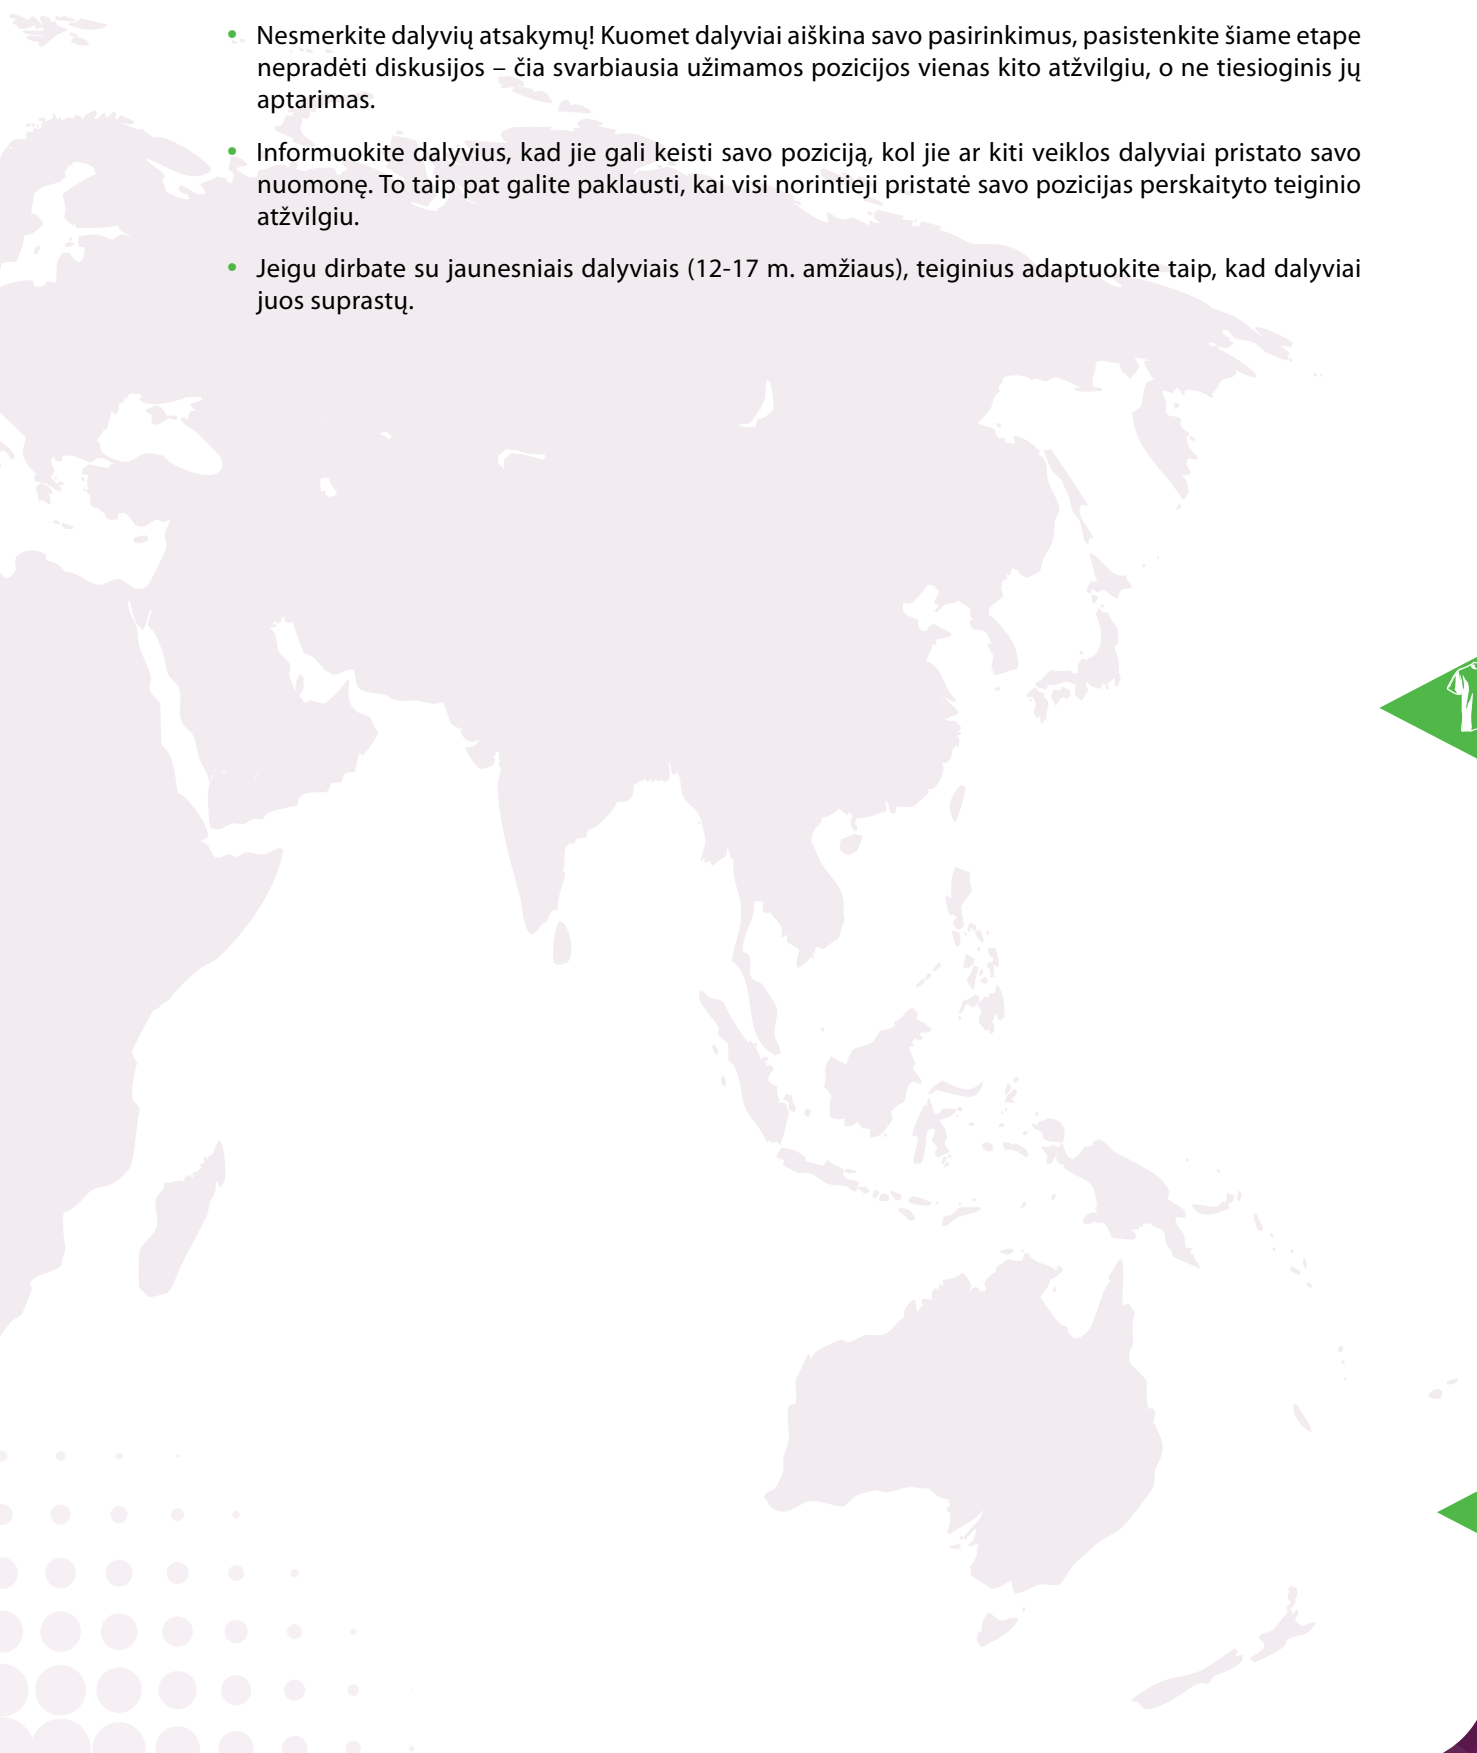 • Nesmerkite dalyvių atsakymų! Kuomet dalyviai aiškina savo pasirinkimus, pasistenkite šiame etape
nepradėti diskusijos – čia svarbiausia užimamos pozicijos vienas kito atžvilgiu, o ne tiesioginis jų
aptarimas.
• Informuokite dalyvius, kad jie gali keisti savo poziciją, kol jie ar kiti veiklos dalyviai pristato savo
nuomonę. To taip pat galite paklausti, kai visi norintieji pristatė savo pozicijas perskaityto teiginio
atžvilgiu.
• Jeigu dirbate su jaunesniais dalyviais (12-17 m. amžiaus), teiginius adaptuokite taip, kad dalyviai
juos suprastų.